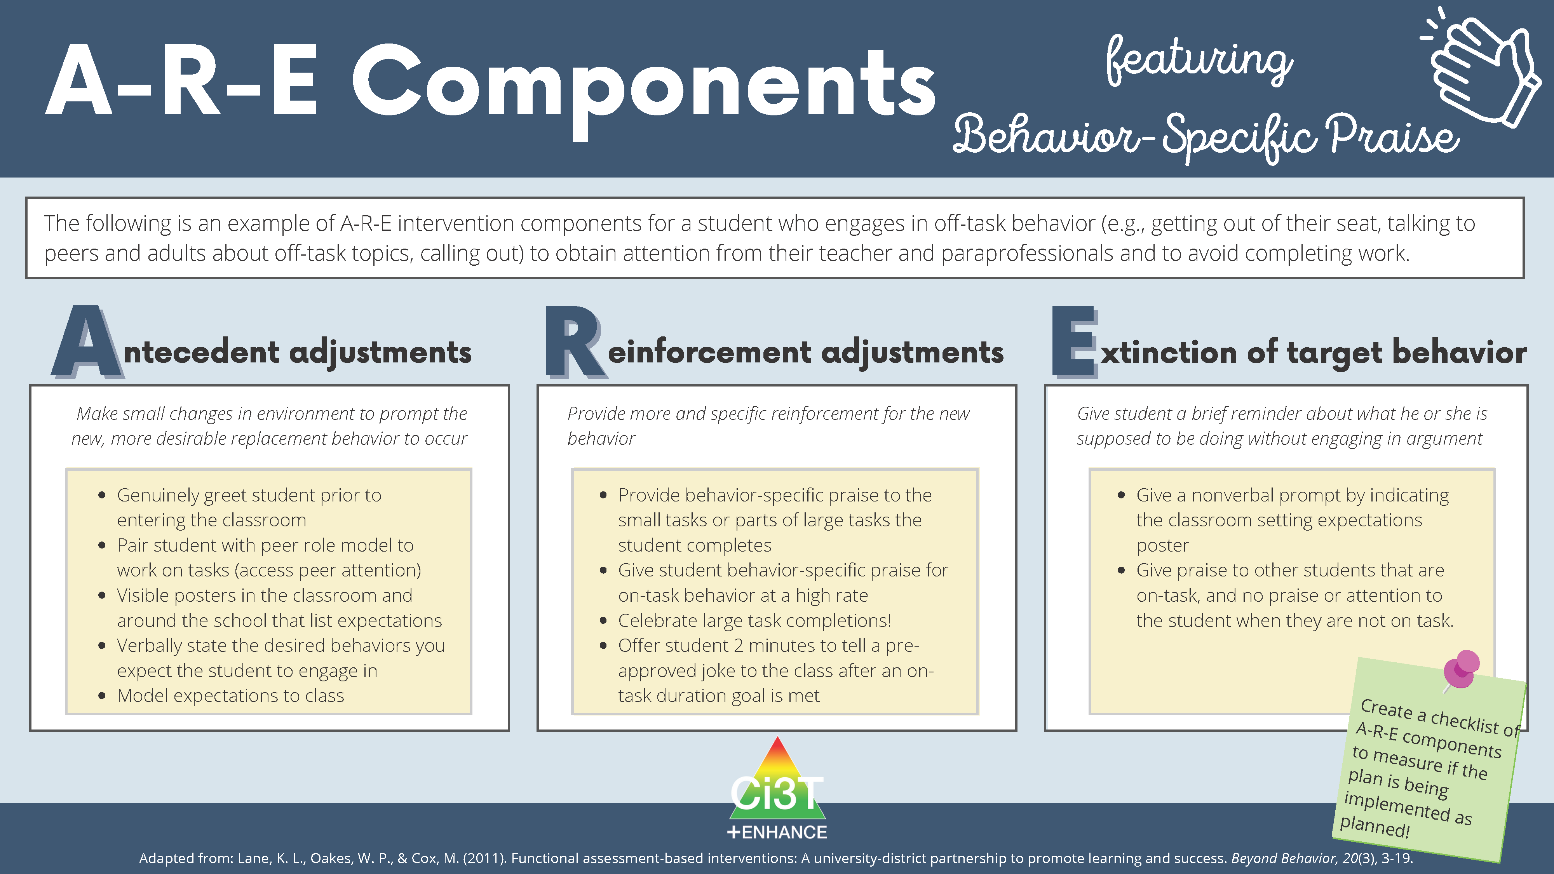 A-R-E Components
featuring
Behavior-Specific Praise
The following is an example of A-R-E intervention components for a student who engages in off-task behavior (e.g., getting out of their seat, talking to
peers and adults about off-task topics, calling out) to obtain attention from their teacher and paraprofessionals and to avoid completing work.
Antecedent adjustments
Make small changes in environment to prompt the
new, more desirable replacement behavior to occur
• Genuinely greet student prior to
entering the classroom
• Pair student with peer role model to
work on tasks (access peer attention)
• Visible posters in the classroom and
around the school that list expectations
• Verbally state the desired behaviors you
expect the student to engage in
• Model expectations to class
Reinforcement adjustments
Provide more and specific reinforcement for the new
behavior
• Provide behavior-specific praise to the
small tasks or parts of large tasks the
student completes
• Give student behavior-specific praise for
on-task behavior at a high rate
• Celebrate large task completions!
• Offer student 2 minutes to tell a pre-
approved joke to the class after an on-
task duration goal is met
Extinction of target behavior
Give student a brief reminder about what he or she is
supposed to be doing without engaging in argument
• Give a nonverbal prompt by indicating
the classroom setting expectations
poster
• Give praise to other students that are
on-task, and no praise or attention to
the student when they are not on task.
Create a checklist of
A-R-E components
to measure if the
plan is being
implemented as
planned!
Ci3T
+ENHANCE
Adapted from: Lane, K. L., Oakes, W. P., & Cox, M. (2011). Functional assessment-based interventions: A university-district partnership to promote learning and success. Beyond Behavior, 20(3), 3-19.